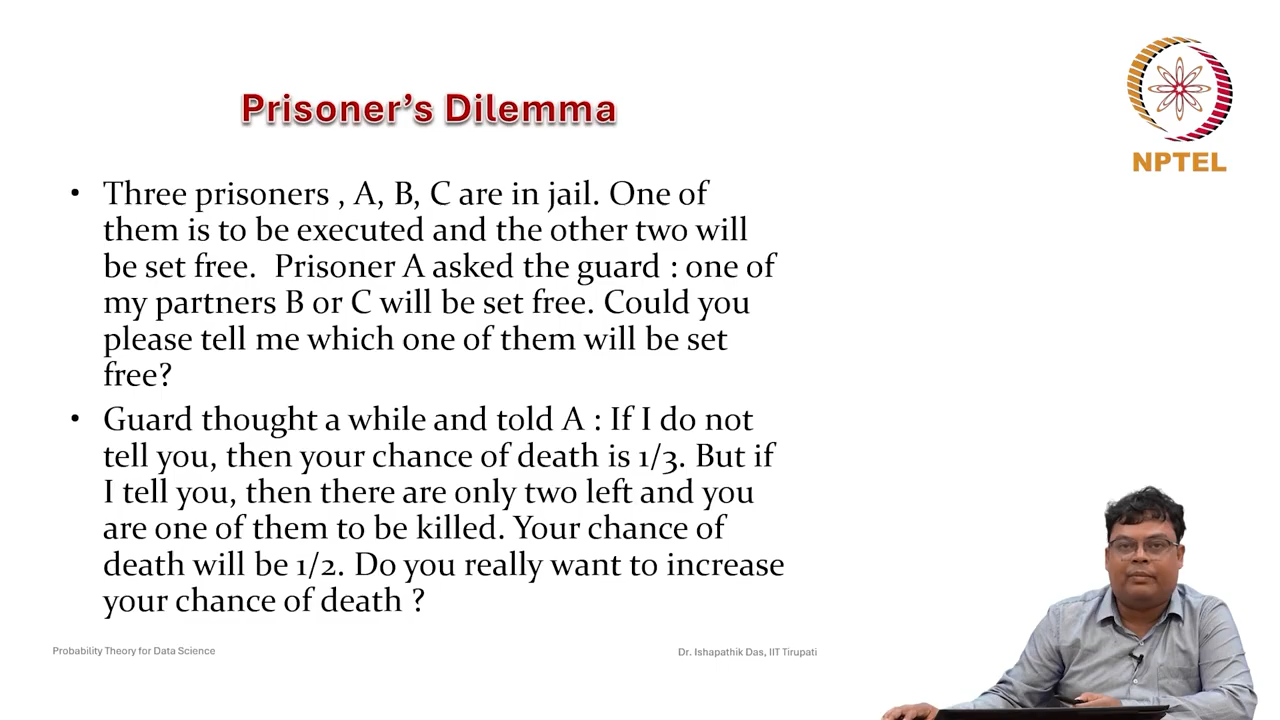 Prisoner's Dilemma
NPTEL
• Three prisoners , A, B, C are in jail. One of
them is to be executed and the other two will
be set free.  Prisoner A asked the guard : one of
my partners B or C will be set free. Could you
please tell me which one of them will be set
free?
• Guard thought a while and told A : If I do not
tell you, then your chance of death is 1/3. But if
I tell you, then there are only two left and you
are one of them to be killed. Your chance of
death will be 1/2. Do you really want to increase
your chance of death ?
Probability Theory for Data Science
Dr. Ishapathik Das, IIT Tirupati